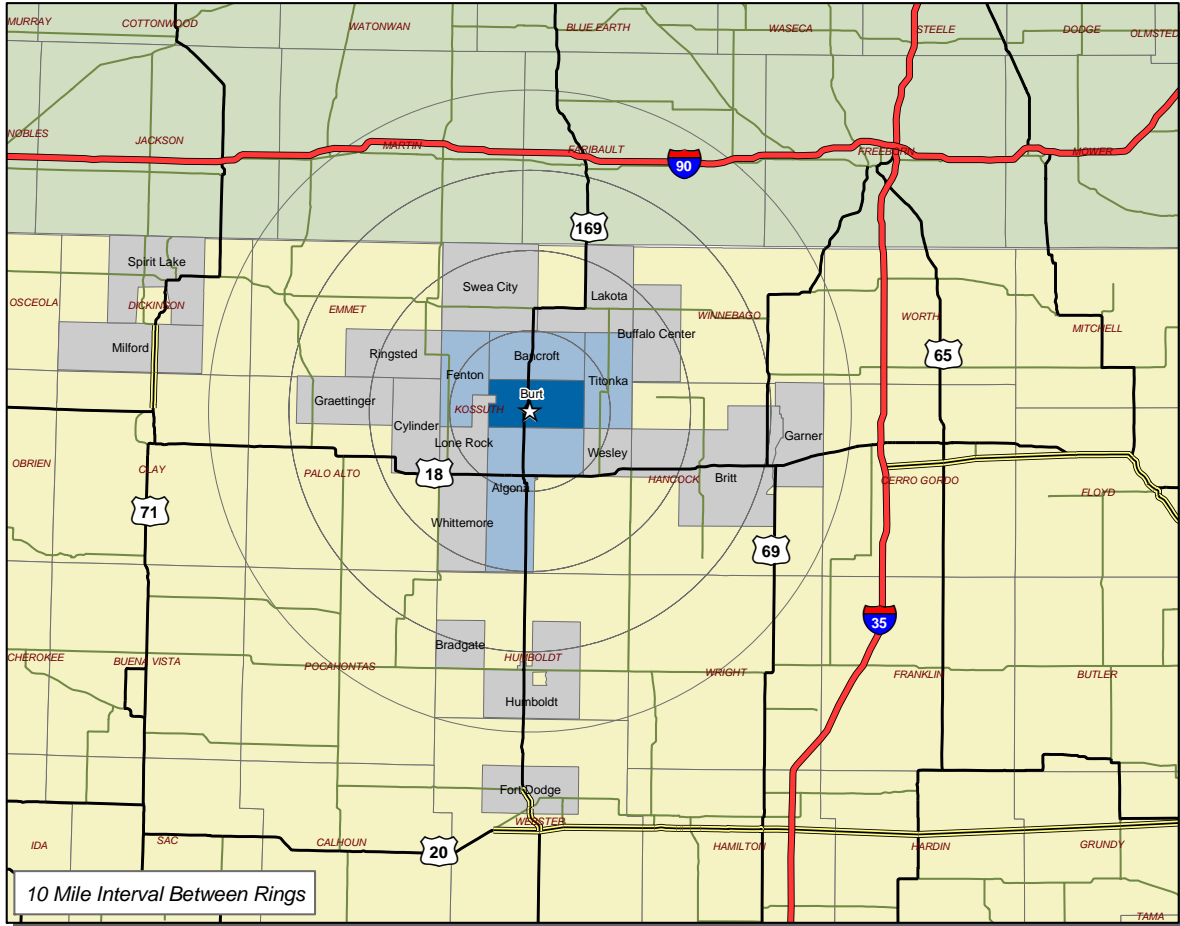 MURRAY
COTTONWOOD
WATONWAN
BLUE EARTH
WASECA
STEELE
DODGE
OLMSTED
NOBLES
JACKSON
MARTIN
FARIBAULT
FREEBORN
MOWER
90
169
Spirit Lake
Swea City
Lakota
OSCEOLA
DICKINSON
EMMET
WINNEBAGO
WORTH
MITCHELL
Buffalo Center
Milford
Ringsted
Bancroft
65
Fenton
Titonka
Burt
Graettinger
KOSSUTH
Cylinder
Lone Rock
Garner
Wesley
OBRIEN
CLAY
PALO ALTO
18
HANCOCK
Britt
CERRO GORDO
FLOYD
Algona
71
Whittemore
69
35
Bradgate
CHEROKEE
BUENA VISTA
POCAHONTAS
HUMBOLDT
WRIGHT
FRANKLIN
BUTLER
Humboldt
Fort Dodge
WEBSTER
IDA
SAC
CALHOUN
20
HAMILTON
HARDIN
GRUNDY
10 Mile Interval Between Rings
TAMA